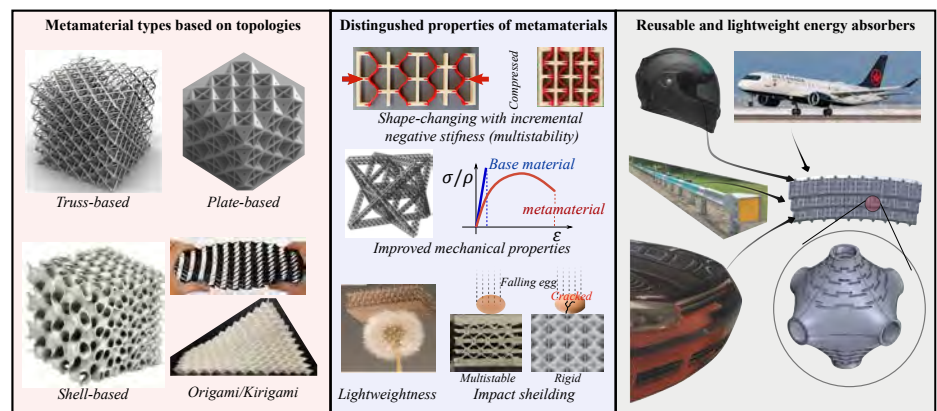 Metamaterial types based on topologies
Truss-based
Plate-based
Shell-based
Origami/Kirigami
Distingushed properties of metamaterials
Compressed
Shape-changing with incremental
negative stifness (multistability)
σ/ρ
Base material
metamaterial
ε
Improved mechanical properties
Falling egg
Cracked
Multistable
Rigid
Lightweightness
Impact sheilding
Reusable and lightweight energy absorbers